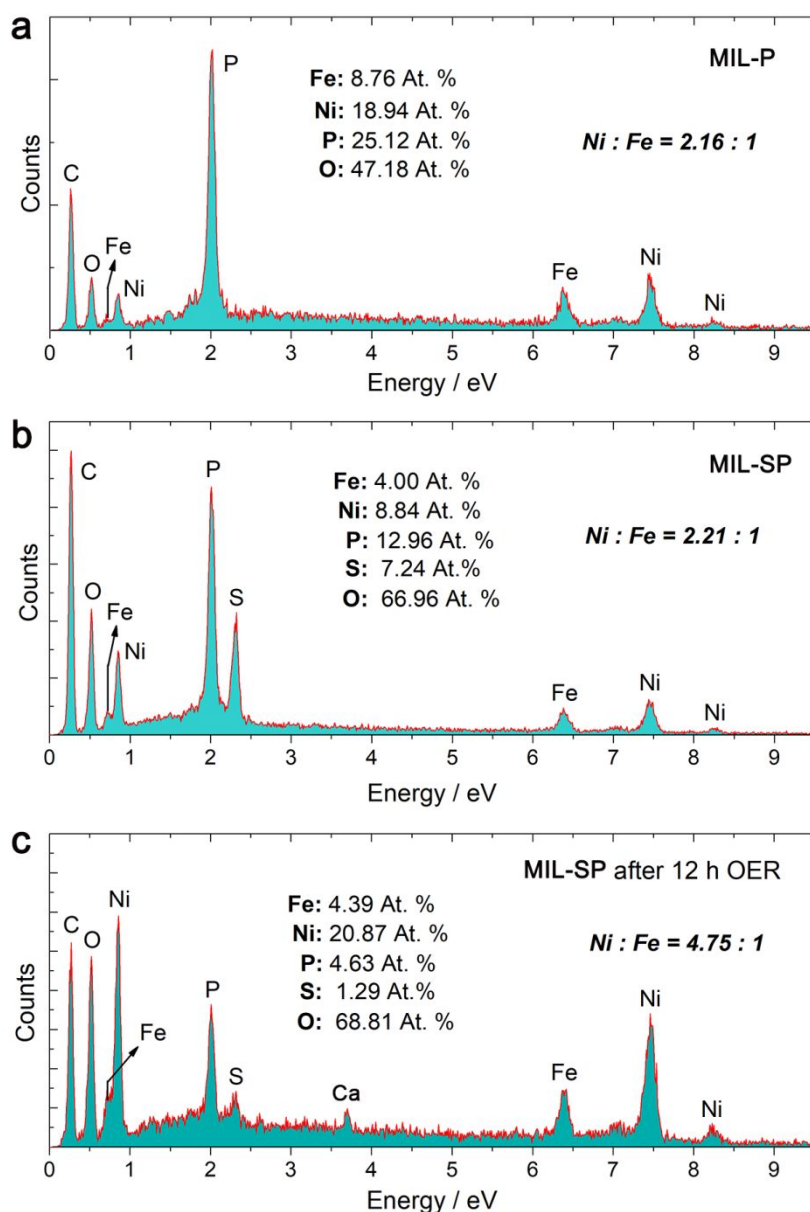 a
MIL-P
Fe: 8.76 At. %
Ni: 18.94 At. %
P: 25.12 At. %
O: 47.18 At. %
Ni : Fe = 2.16 : 1
Counts
C
O
Fe
Ni
P
Fe
Ni
Ni
0 1 2 3 4 5 6 7 8 9
Energy / eV
b
MIL-SP
Fe: 4.00 At. %
Ni: 8.84 At. %
P: 12.96 At. %
S: 7.24 At.%
O: 66.96 At. %
Ni : Fe = 2.21 : 1
Counts
C
O
Fe
Ni
P
S
Fe
Ni
Ni
0 1 2 3 4 5 6 7 8 9
Energy / eV
c
MIL-SP after 12 h OER
Fe: 4.39 At. %
Ni: 20.87 At. %
P: 4.63 At. %
S: 1.29 At.%
O: 68.81 At. %
Ni : Fe = 4.75 : 1
Counts
C
O
Ni
Fe
P
S
Ca
Fe
Ni
Ni
0 1 2 3 4 5 6 7 8 9
Energy / eV